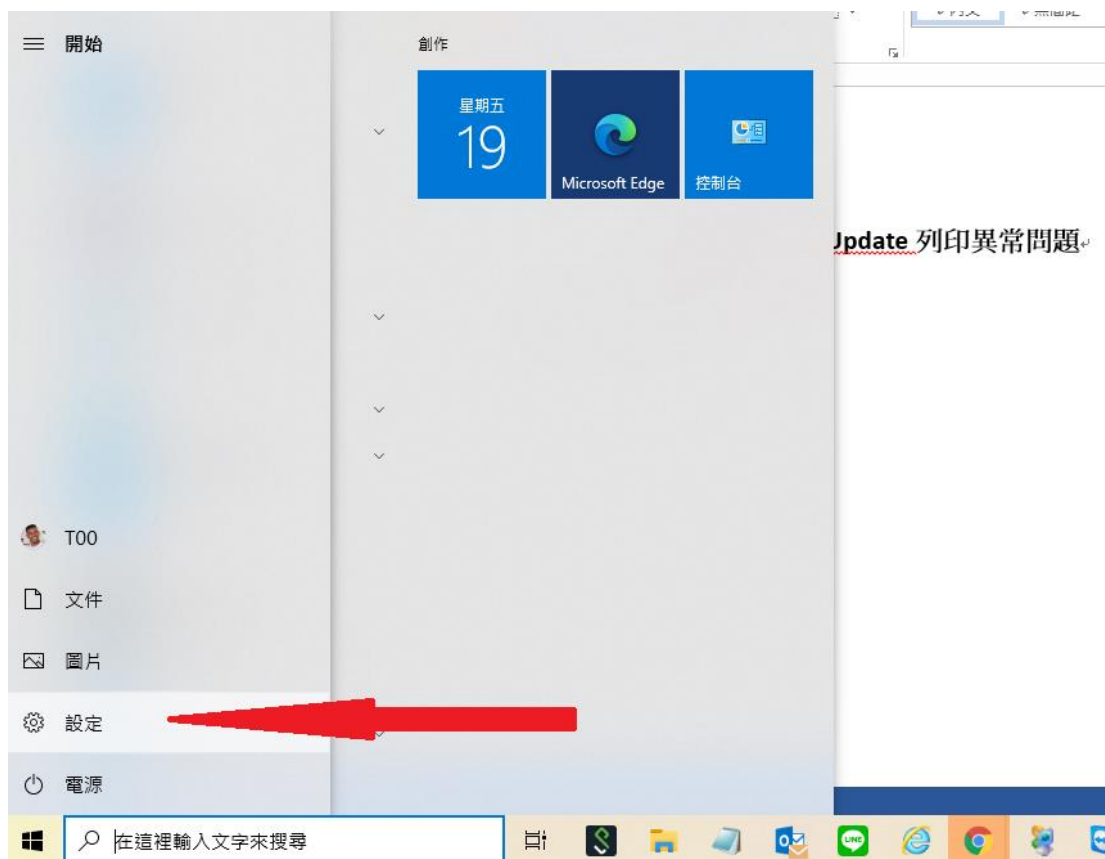 開始
創作
星期五
19
Microsoft Edge
控制台
Update 列印異常問題
T00
文件
圖片
設定
電源
在這裡輸入文字來搜尋
LINE